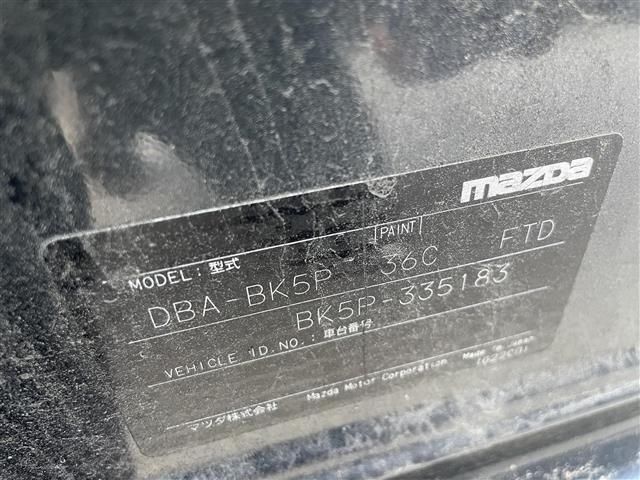 mazda
MODEL: 型式 PAINT
DBA-BK5P 36C FTD
BK5P-335183
VEHICLE ID.NO.: 車台番号
マツダ株式会社 Mazda Motor Corporation Made in Japan